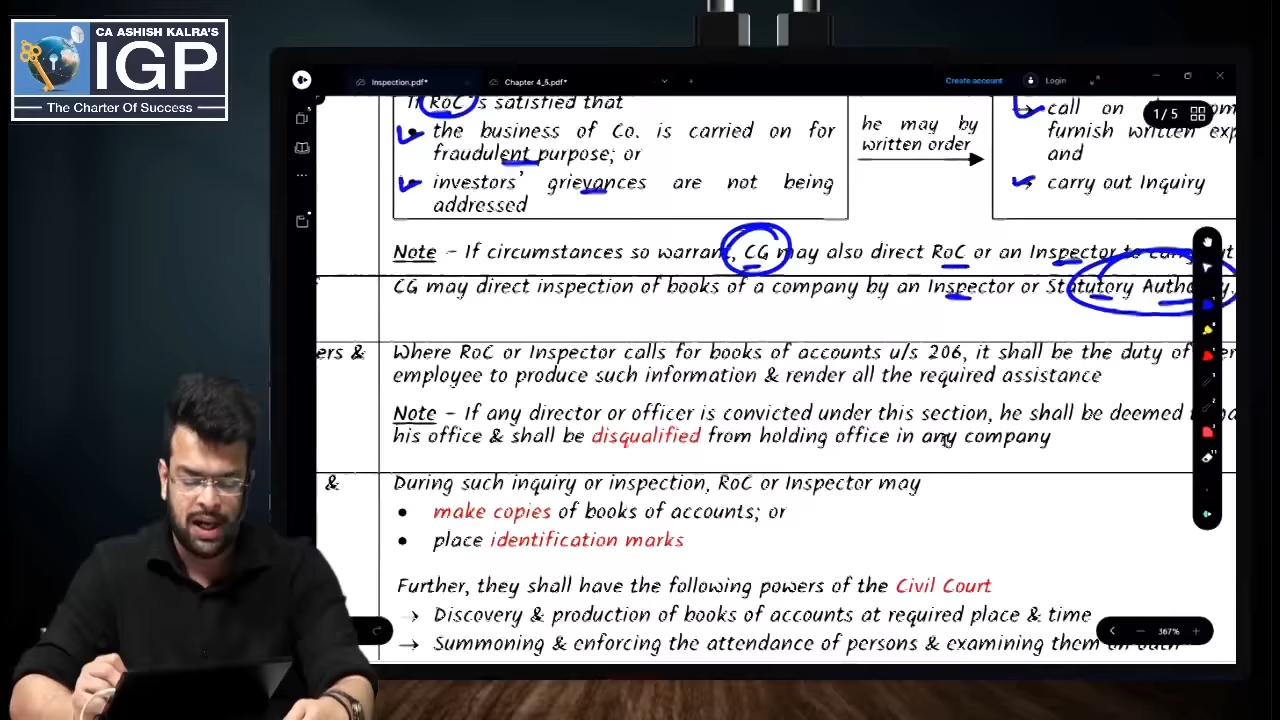 CA ASHISH KALRA'S
IGP
The Charter Of Success
Inspection.pdf*
Chapter 4_5.pdf*
Create account
Login
1/5
If RoC is satisfied that
the business of Co. is carried on for
fraudulent purpose; or
investors' grievances are not being
addressed
he may by
written order
call on
furnish written
and
carry out Inquiry
Note - If circumstances so warrant, CG may also direct RoC or an Inspector to
CG may direct inspection of books of a company by an Inspector or Statutory Authority,
&
Where RoC or Inspector calls for books of accounts u/s 206, it shall be the duty of
employee to produce such information & render all the required assistance
Note - If any director or officer is convicted under this section, he shall be deemed
his office & shall be disqualified from holding office in any company
&
During such inquiry or inspection, RoC or Inspector may
• make copies of books of accounts; or
• place identification marks
Further, they shall have the following powers of the Civil Court
→ Discovery & production of books of accounts at required place & time
→ Summoning & enforcing the attendance of persons & examining them on oath
367%